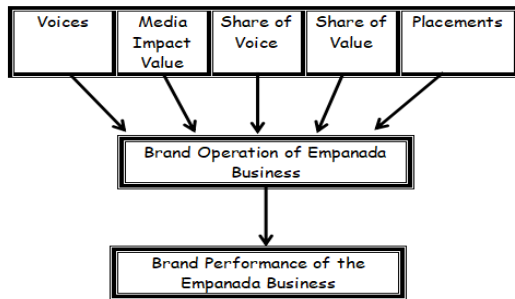 Voices
Media
Impact
Value
Share of
Voice
Share of
Value
Placements
Brand Operation of Empanada
Business
Brand Performance of the
Empanada Business